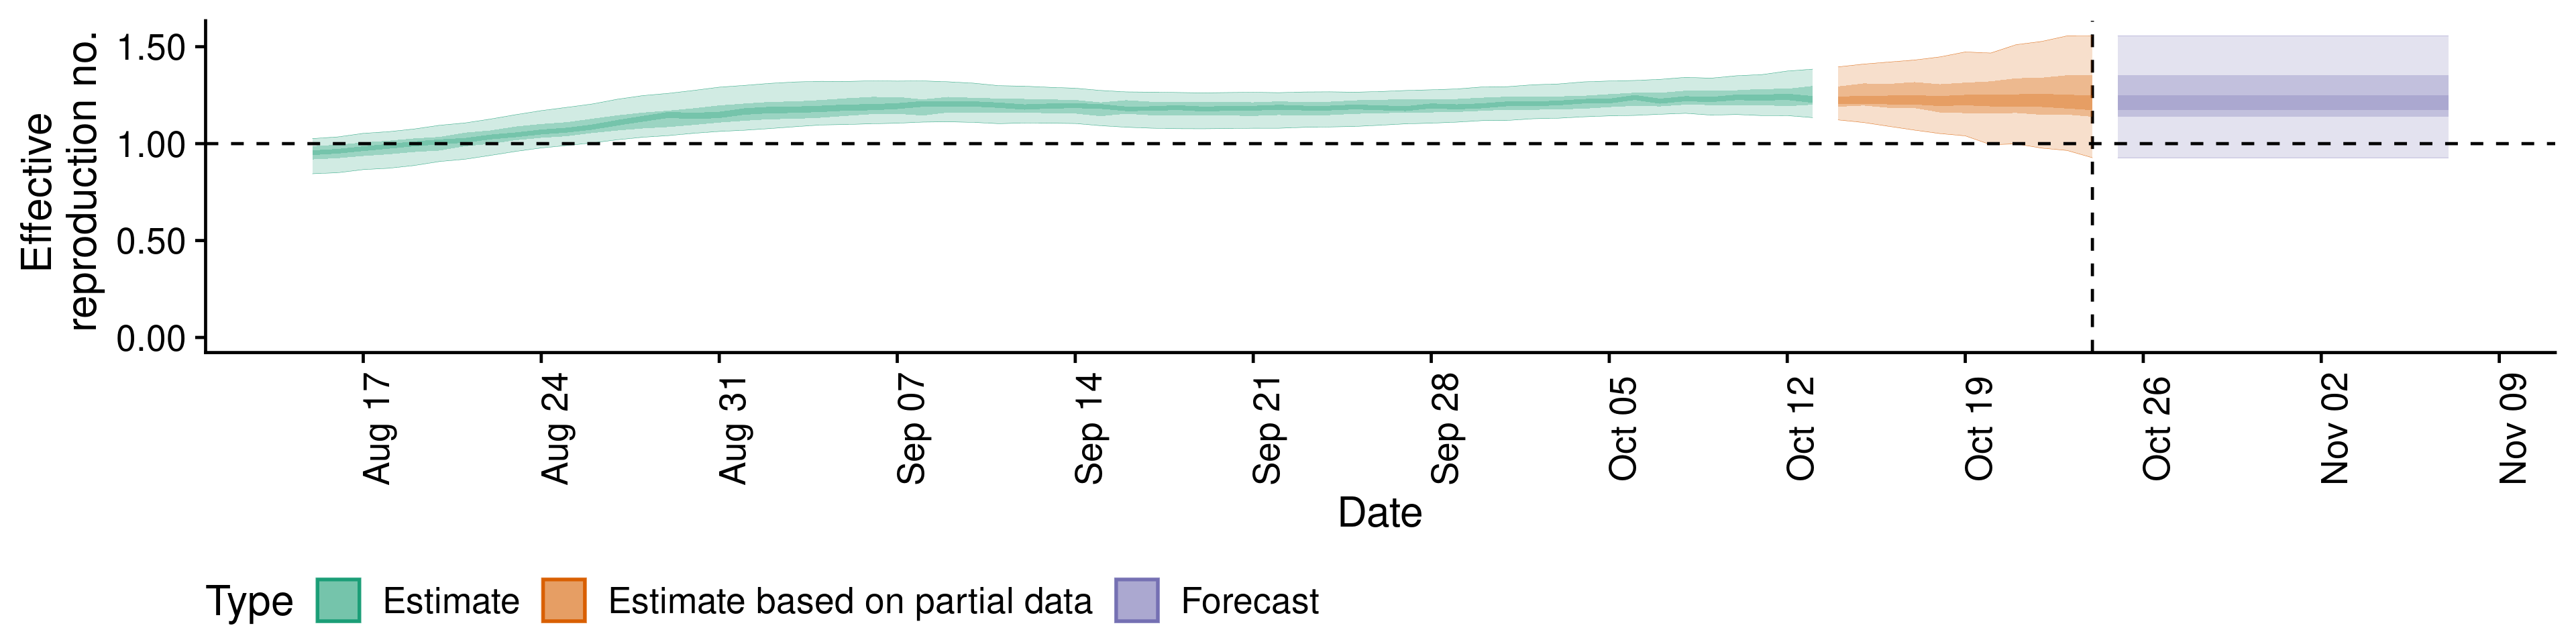 Effective
reproduction no.
1.50
1.00
0.50
0.00
Aug 17
Aug 24
Aug 31
Sep 07
Sep 14
Sep 21
Sep 28
Oct 05
Oct 12
Oct 19
Oct 26
Nov 02
Nov 09
Date
Type Estimate Estimate based on partial data Forecast